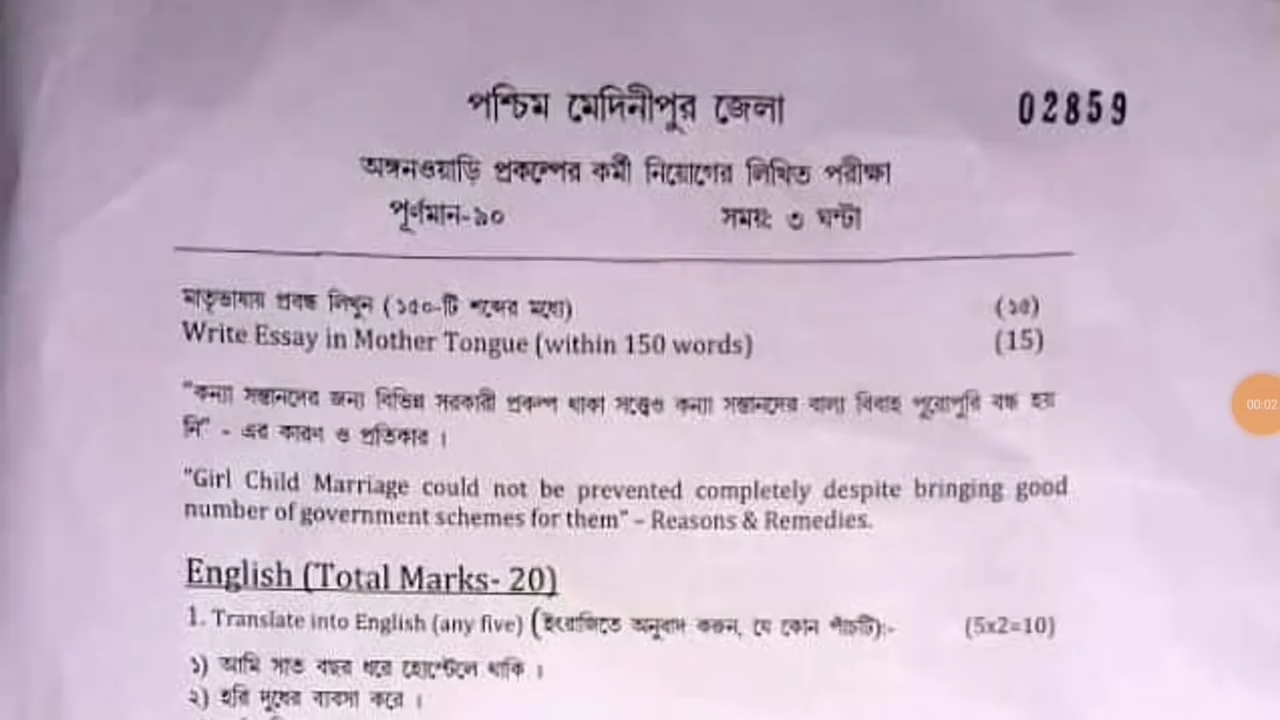 পশ্চিম মেদিনীপুর জেলা 02859
অঙ্গনওয়াড়ি প্রকল্পের কর্মী নিয়োগের লিখিত পরীক্ষা
পূর্ণমান-৯০ সময়: ৩ ঘন্টা
মাতৃভাষায় প্রবন্ধ লিখুন (১৫০-টি শব্দের মধ্যে) (১৫)
Write Essay in Mother Tongue (within 150 words) (15)
"কন্যা সন্তানদের জন্য বিভিন্ন সরকারী প্রকল্প থাকা সত্ত্বেও কন্যা সন্তানদের বাল্য বিবাহ পুরোপুরি বন্ধ হয়
নি" - এর কারণ ও প্রতিকার ।
"Girl Child Marriage could not be prevented completely despite bringing good
number of government schemes for them" – Reasons & Remedies.
English (Total Marks- 20)
1. Translate into English (any five) (ইংরাজিতে অনুবাদ করুন, যে কোন পাঁচটি):- (5x2=10)
১) আমি সাত বছর ধরে হোস্টেলে থাকি ।
২) হরি দুধের ব্যবসা করে ।
00:02